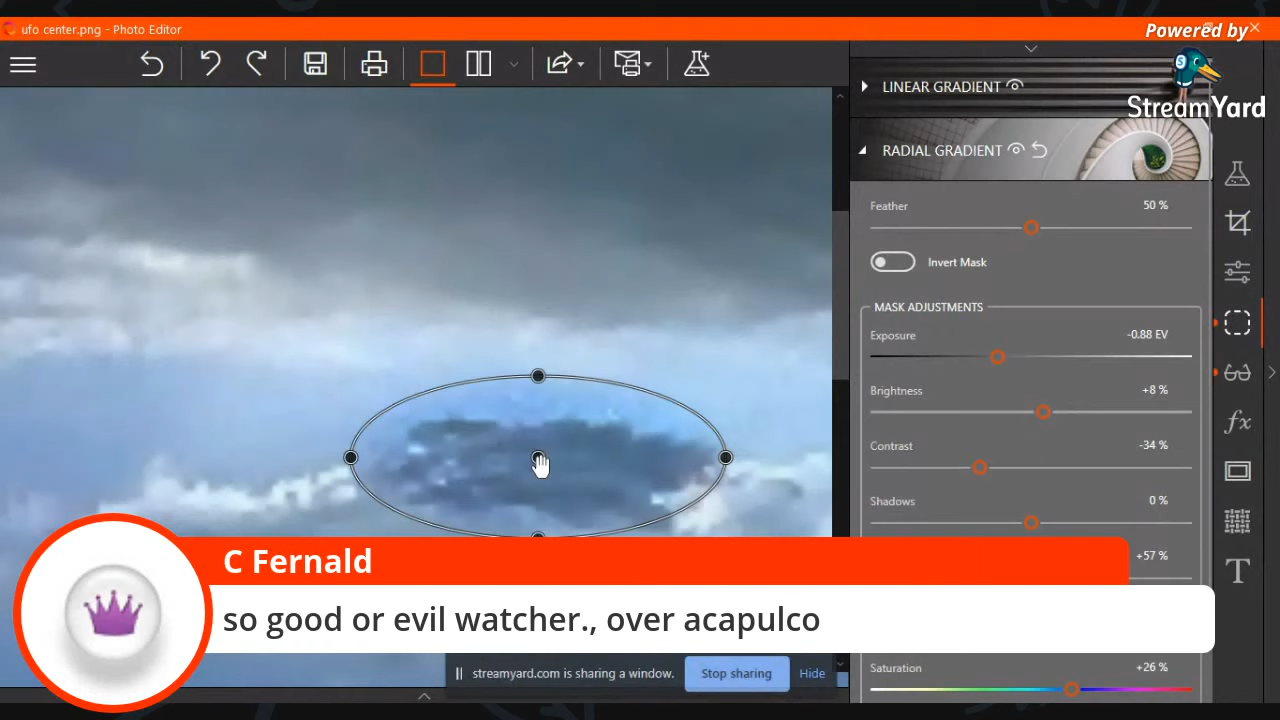 ufo center.png - Photo Editor
Powered by
StreamYard
LINEAR GRADIENT
RADIAL GRADIENT
Feather 50 %
Invert Mask
MASK ADJUSTMENTS
Exposure -0.88 EV
Brightness +8 %
Contrast -34 %
Shadows 0 %
+57 %
fx
T
C Fernald
so good or evil watcher., over acapulco
streamyard.com is sharing a window. Stop sharing Hide
Saturation +26 %